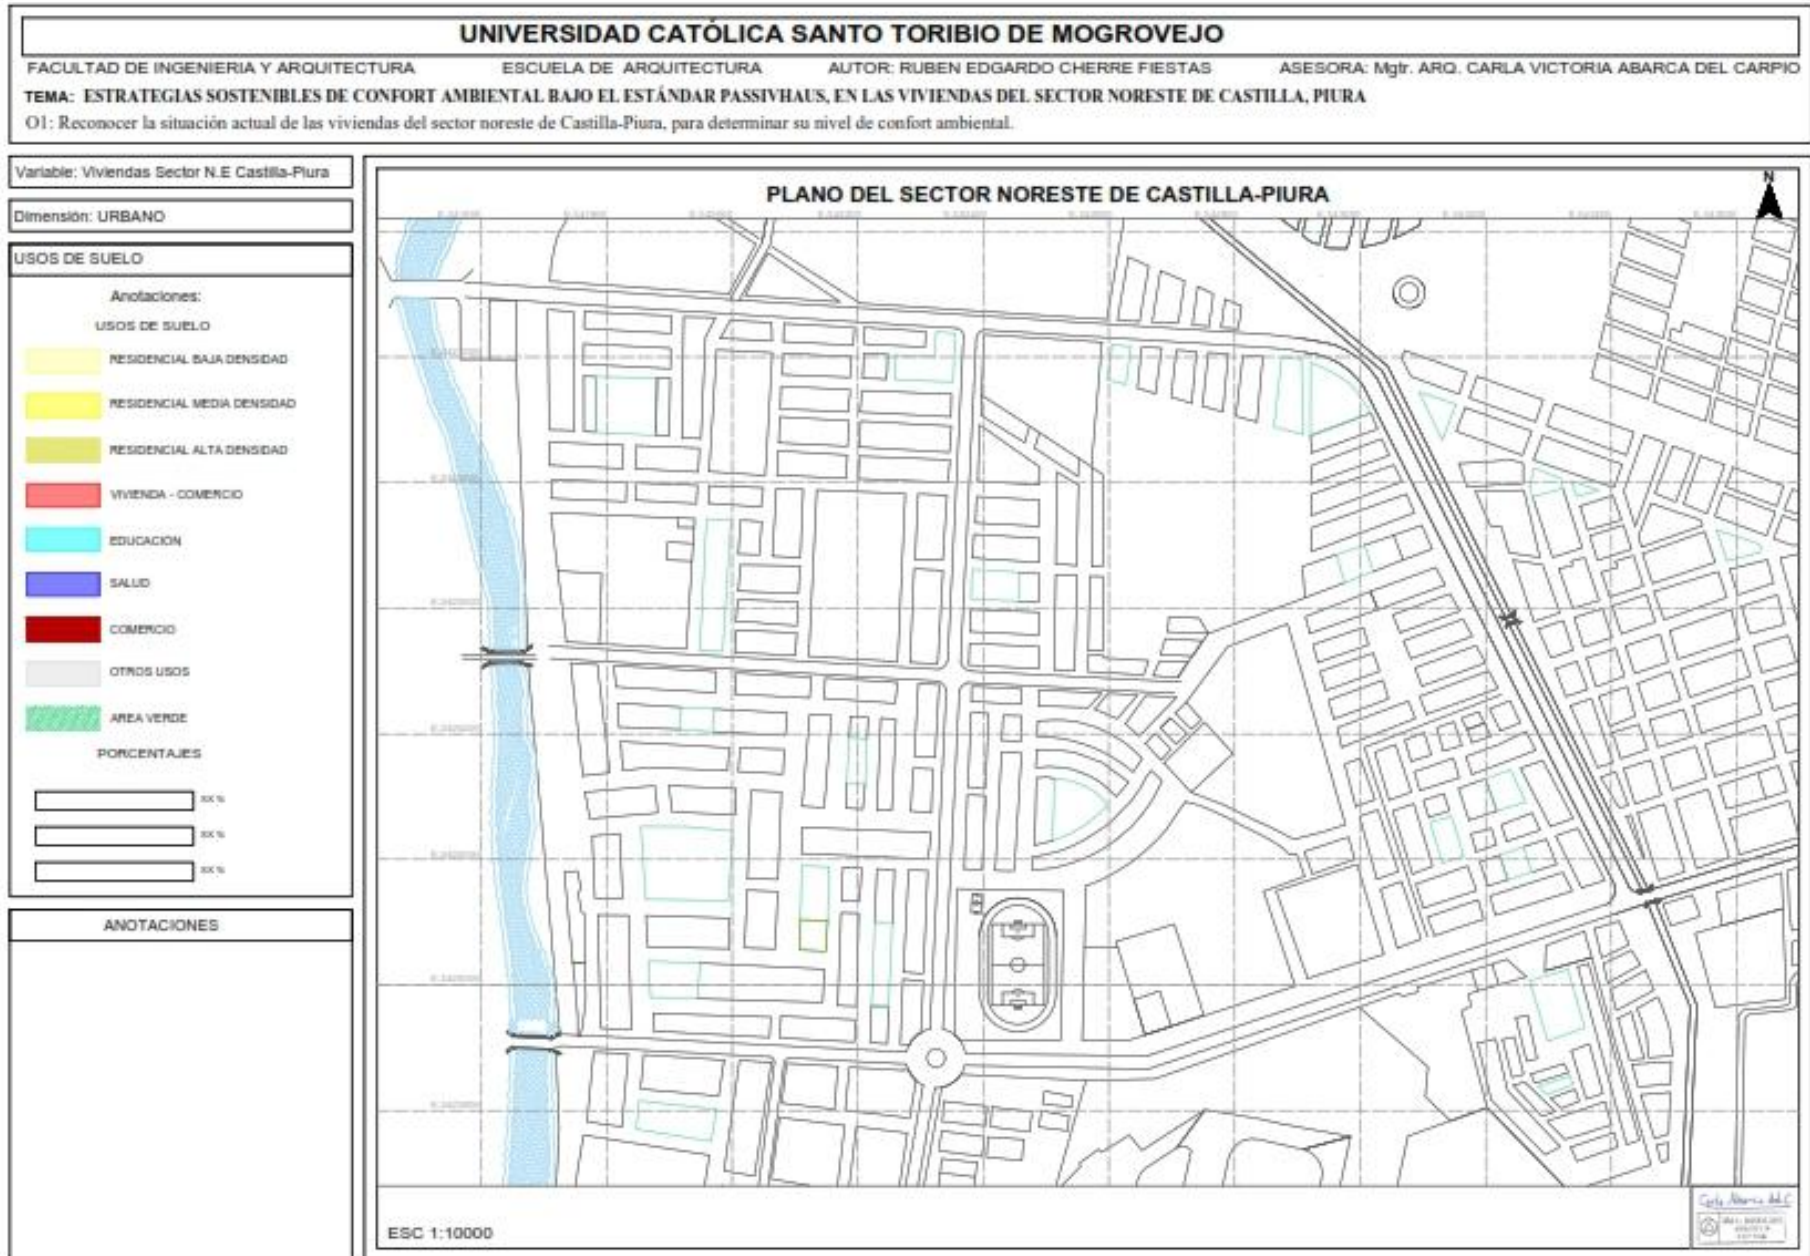 UNIVERSIDAD CATÓLICA SANTO TORIBIO DE MOGROVEJO
FACULTAD DE INGENIERIA Y ARQUITECTURA ESCUELA DE ARQUITECTURA AUTOR: RUBEN EDGARDO CHERRE FIESTAS ASESORA: Mgtr. ARQ. CARLA VICTORIA ABARCA DEL CARPIO
TEMA: ESTRATEGIAS SOSTENIBLES DE CONFORT AMBIENTAL BAJO EL ESTÁNDAR PASSIVHAUS, EN LAS VIVIENDAS DEL SECTOR NORESTE DE CASTILLA, PIURA
O1: Reconocer la situación actual de las viviendas del sector noreste de Castilla-Piura, para determinar su nivel de confort ambiental.
Variable: Viviendas Sector N.E Castilla-Piura
Dimensión: URBANO
USOS DE SUELO
Anotaciones:
USOS DE SUELO
RESIDENCIAL BAJA DENSIDAD
RESIDENCIAL MEDIA DENSIDAD
RESIDENCIAL ALTA DENSIDAD
VIVIENDA - COMERCIO
EDUCACIÓN
SALUD
COMERCIO
OTROS USOS
AREA VERDE
PORCENTAJES
XX %
XX %
XX %
ANOTACIONES
PLANO DEL SECTOR NORESTE DE CASTILLA-PIURA
N
ESC 1:10000